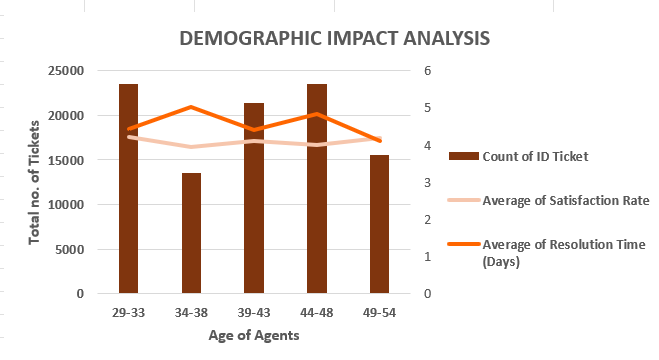 DEMOGRAPHIC IMPACT ANALYSIS
25000
20000
15000
10000
5000
0
Total no. of Tickets
6
5
4
3
2
1
0
29-33 34-38 39-43 44-48 49-54
Age of Agents
Count of ID Ticket
Average of Satisfaction Rate
Average of Resolution Time
(Days)